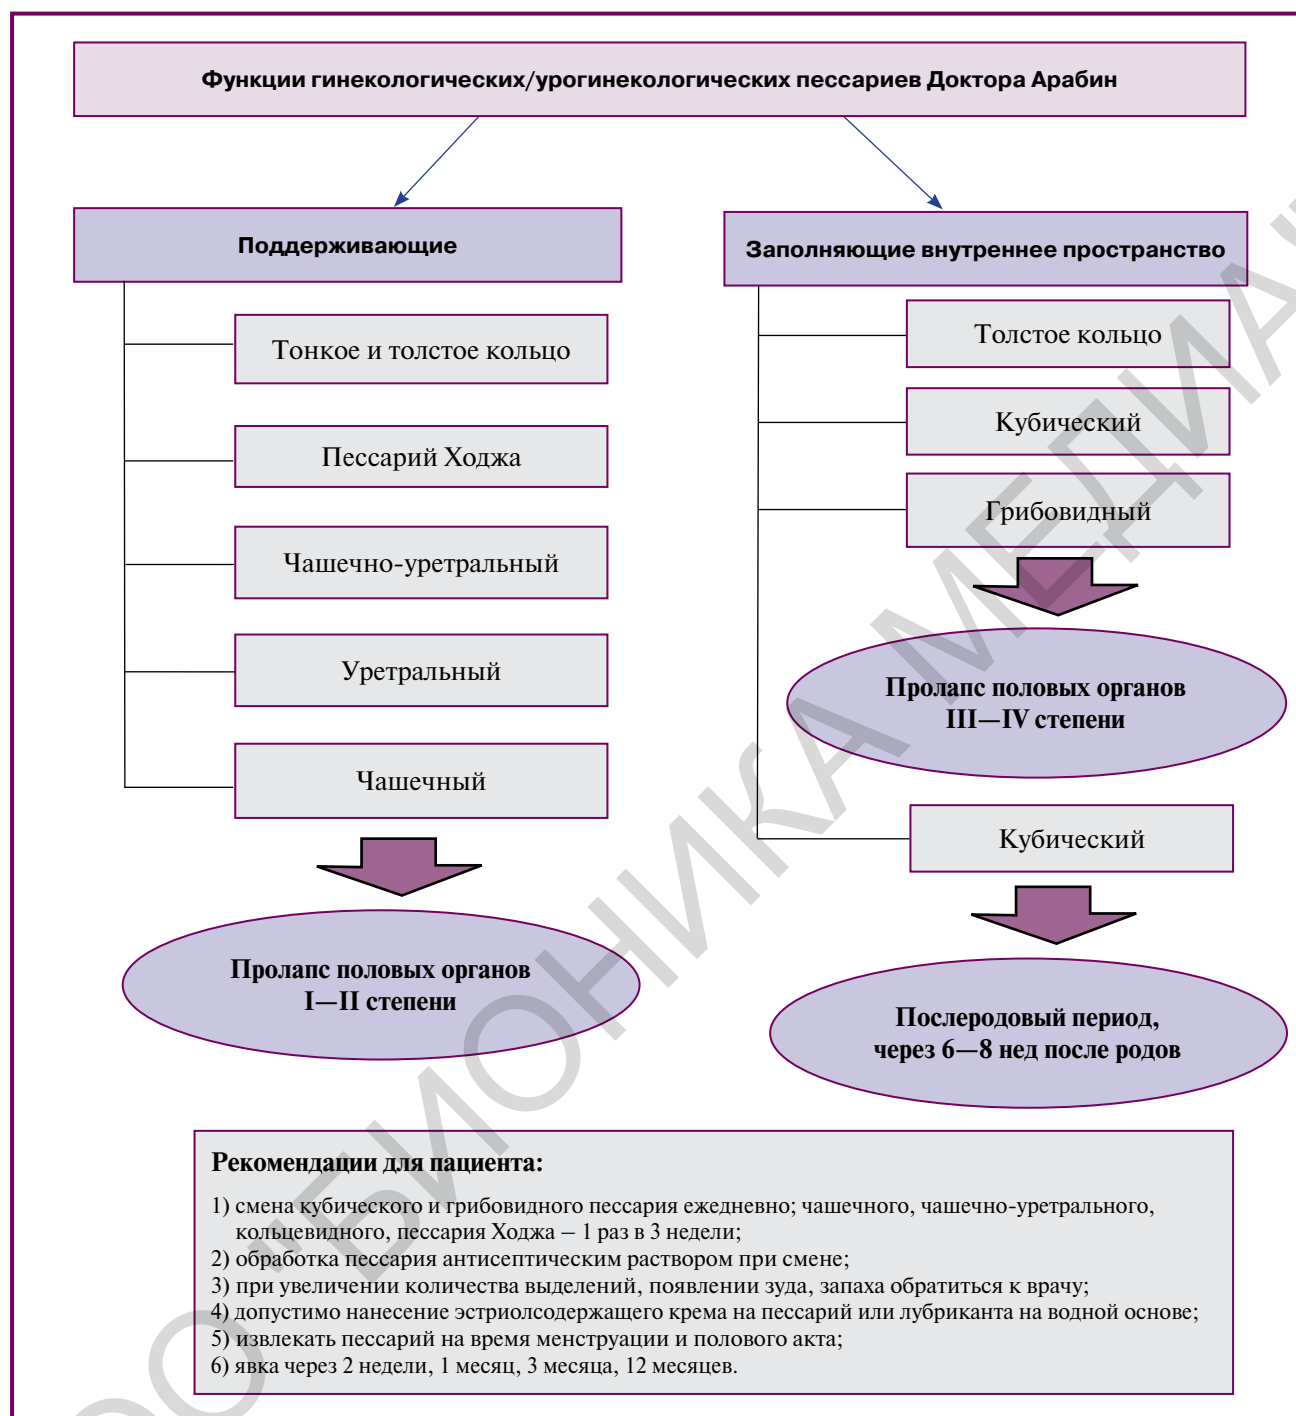 Функции гинекологических/урогинекологических пессариев Доктора Арабин
Поддерживающие
Тонкое и толстое кольцо
Пессарий Ходжа
Чашечно-уретральный
Уретральный
Чашечный
Пролапс половых органов
I—II степени
Заполняющие внутреннее пространство
Толстое кольцо
Кубический
Грибовидный
Пролапс половых органов
III—IV степени
Кубический
Послеродовый период,
через 6—8 нед после родов
Рекомендации для пациента:
1) смена кубического и грибовидного пессария ежедневно; чашечного, чашечно-уретрального,
кольцевидного, пессария Ходжа – 1 раз в 3 недели;
2) обработка пессария антисептическим раствором при смене;
3) при увеличении количества выделений, появлении зуда, запаха обратиться к врачу;
4) допустимо нанесение эстриолсодержащего крема на пессарий или лубриканта на водной основе;
5) извлекать пессарий на время менструации и полового акта;
6) явка через 2 недели, 1 месяц, 3 месяца, 12 месяцев.
"БИОНИКА МЕДИА"